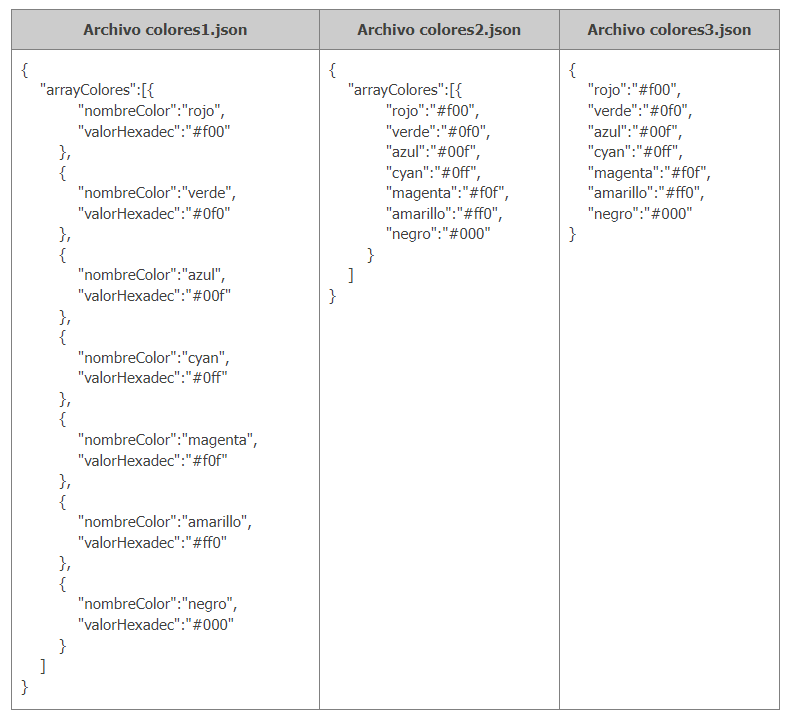 Archivo colores1.json
{
"arrayColores":[{
"nombreColor":"rojo",
"valorHexadec":"#f00"
},
{
"nombreColor":"verde",
"valorHexadec":"#0f0"
},
{
"nombreColor":"azul",
"valorHexadec":"#00f"
},
{
"nombreColor":"cyan",
"valorHexadec":"#0ff"
},
{
"nombreColor":"magenta",
"valorHexadec":"#f0f"
},
{
"nombreColor":"amarillo",
"valorHexadec":"#ff0"
},
{
"nombreColor":"negro",
"valorHexadec":"#000"
}
]
}
Archivo colores2.json
{
"arrayColores":[{
"rojo":"#f00",
"verde":"#0f0",
"azul":"#00f",
"cyan":"#0ff",
"magenta":"#f0f",
"amarillo":"#ff0",
"negro":"#000"
}
]
}
Archivo colores3.json
{
"rojo":"#f00",
"verde":"#0f0",
"azul":"#00f",
"cyan":"#0ff",
"magenta":"#f0f",
"amarillo":"#ff0",
"negro":"#000"
}